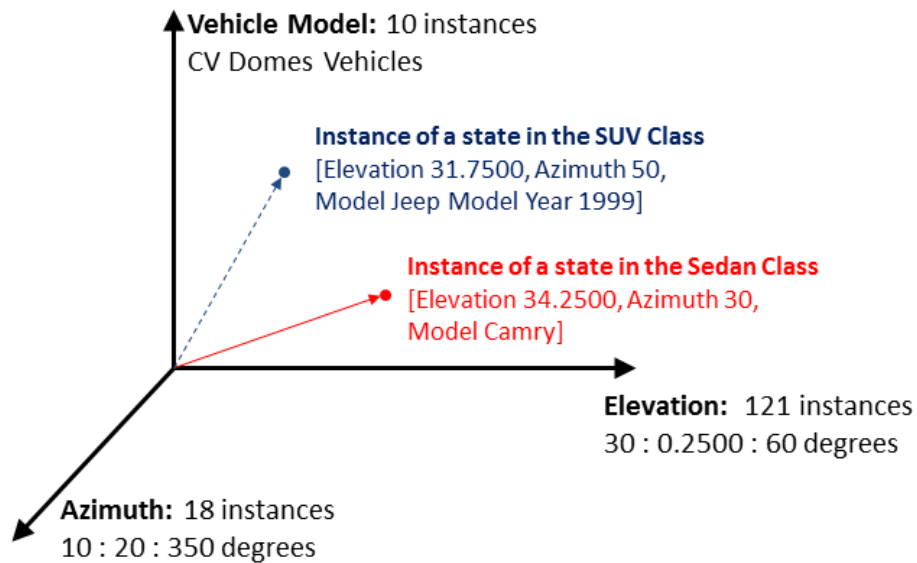 Vehicle Model: 10 instances
CV Domes Vehicles
Instance of a state in the SUV Class
[Elevation 31.7500, Azimuth 50,
Model Jeep Model Year 1999]
Instance of a state in the Sedan Class
[Elevation 34.2500, Azimuth 30,
Model Camry]
Elevation: 121 instances
30 : 0.2500 : 60 degrees
Azimuth: 18 instances
10 : 20 : 350 degrees